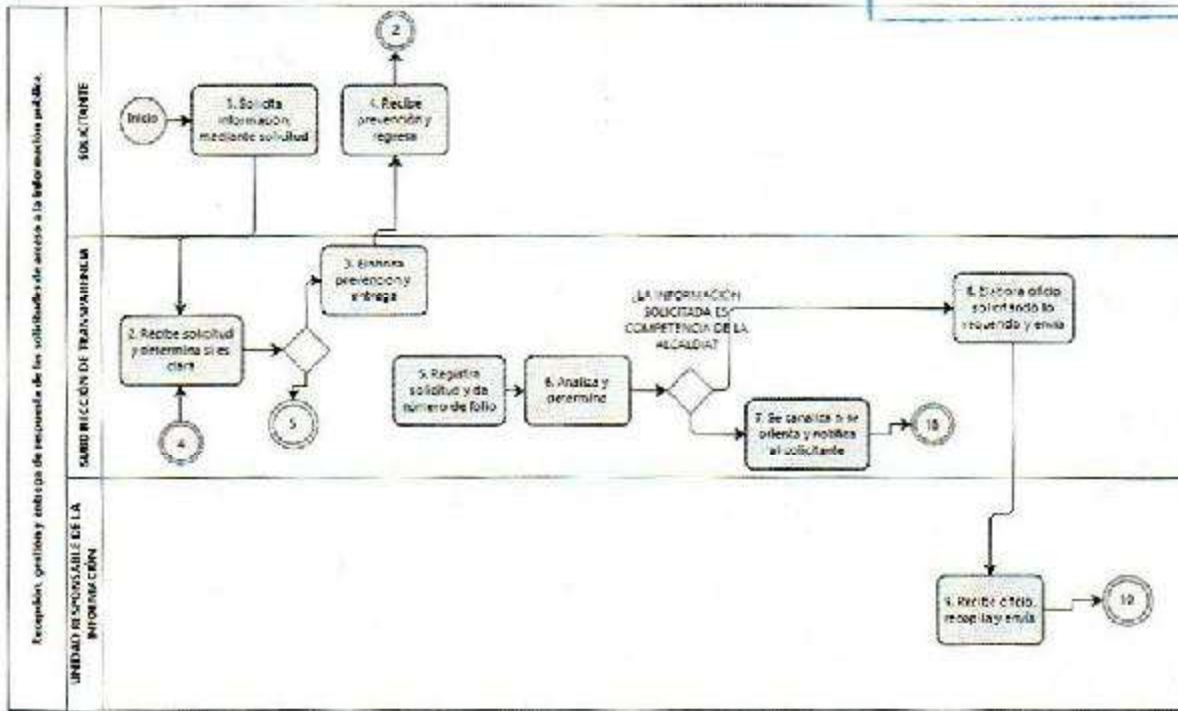 Recepción, gestión y entrega de respuesta de las solicitudes de acceso a la información pública.
SOLICITANTE
Inicio
1. Solicita
información,
mediante solicitud
4. Recibe
prevención y
regresa
2
SUBDIRECCIÓN DE TRANSPARENCIA
2. Recibe solicitud
y determina si es
clara
4
5
3. Elabora
prevención y
entrega
5. Registra
solicitud y da
número de folio
6. Analiza y
determina
¿LA INFORMACIÓN
SOLICITADA ES
COMPETENCIA DE LA
ALCALDIA?
7. Se canaliza o se
orienta y notifica
al solicitante
18
8. Elabora oficio
solicitando lo
requerido y envía
UNIDAD RESPONSABLE DE LA
INFORMACIÓN
9. Recibe oficio,
recopila y envía
10